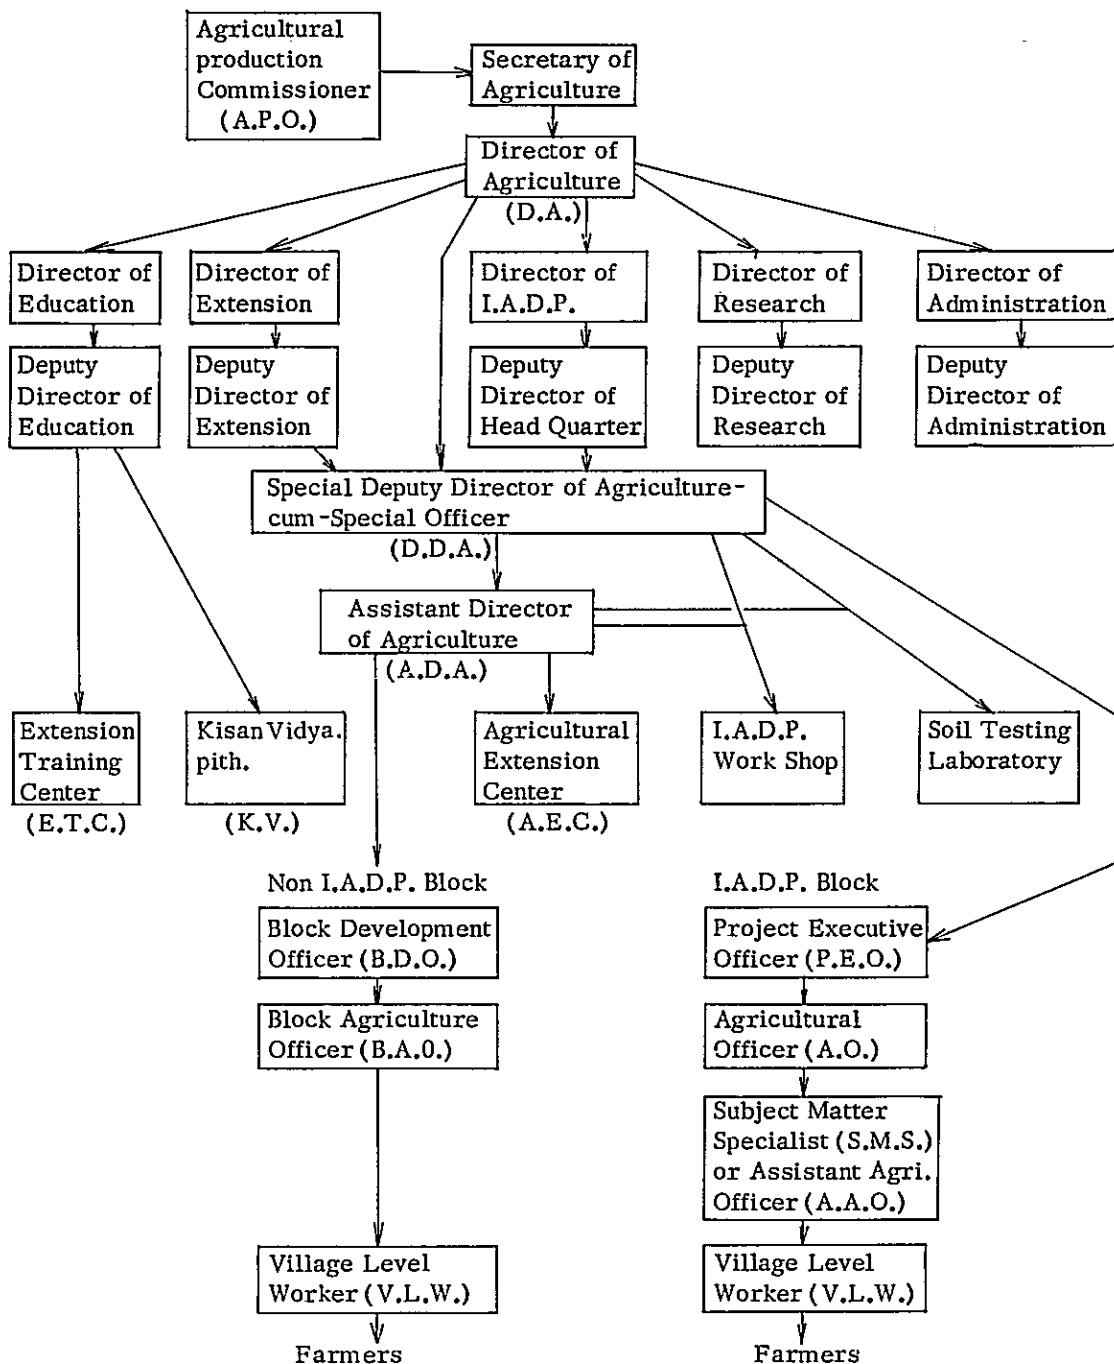 Agricultural
production
Commissioner
(A.P.O.)
Secretary of
Agriculture
Director of
Agriculture
(D.A.)
Director of
Education
Director of
Extension
Director of
I.A.D.P.
Director of
Research
Director of
Administration
Deputy
Director of
Education
Deputy
Director of
Extension
Deputy
Director of
Head Quarter
Deputy
Director of
Research
Deputy
Director of
Administration
Special Deputy Director of Agriculture-
cum-Special Officer
(D.D.A.)
Assistant Director
of Agriculture
(A.D.A.)
Extension
Training
Center
(E.T.C.)
Kisan Vidya.
pith.
(K.V.)
Agricultural
Extension
Center
(A.E.C.)
I.A.D.P.
Work Shop
Soil Testing
Laboratory
Non I.A.D.P. Block
Block Development
Officer (B.D.O.)
Block Agriculture
Officer (B.A.O.)
Village Level
Worker (V.L.W.)
Farmers
I.A.D.P. Block
Project Executive
Officer (P.E.O.)
Agricultural
Officer (A.O.)
Subject Matter
Specialist (S.M.S.)
or Assistant Agri.
Officer (A.A.O.)
Village Level
Worker (V.L.W.)
Farmers